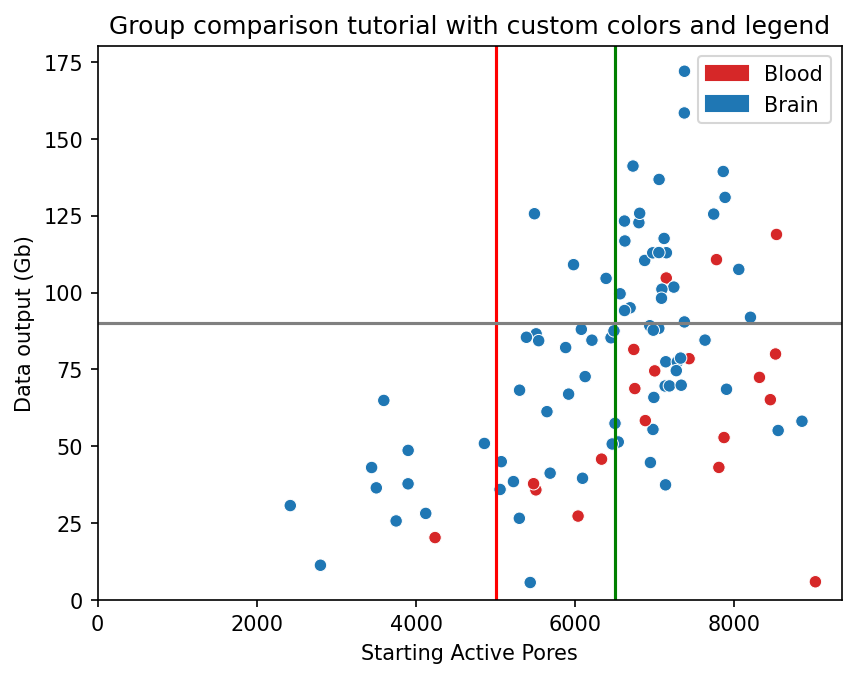 Group comparison tutorial with custom colors and legend
175
150
125
100
75
50
25
0
Data output (Gb)
Blood
Brain
0 2000 4000 6000 8000
Starting Active Pores